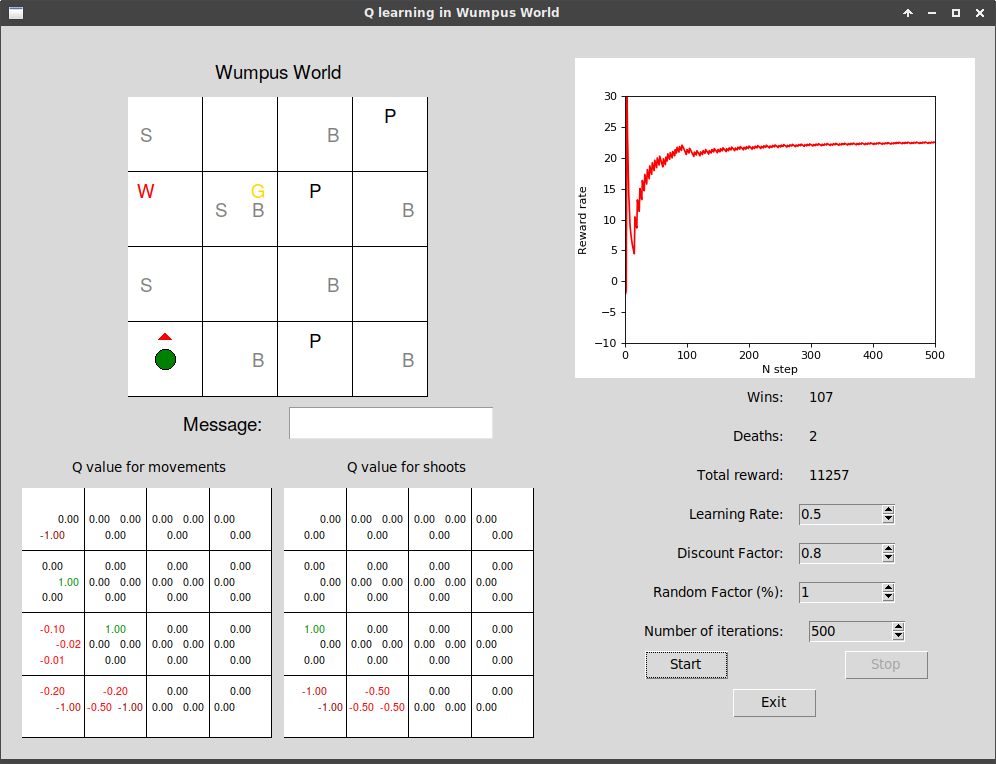 Q learning in Wumpus World
Wumpus World
S B P
W S G B P B
S B
B P B
Message:
Q value for movements
0.00 0.00 0.00 0.00 0.00 0.00
-1.00 0.00 0.00 0.00
0.00 0.00 0.00 0.00
1.00 0.00 0.00 0.00 0.00 0.00
0.00 0.00 0.00 0.00
-0.10 1.00 0.00 0.00
-0.02 0.00 0.00 0.00 0.00 0.00
-0.01 0.00 0.00 0.00
-0.20 -0.20 0.00 0.00
-1.00 -0.50 -1.00 0.00 0.00 0.00
Q value for shoots
0.00 0.00 0.00 0.00 0.00 0.00
0.00 0.00 0.00 0.00
0.00 0.00 0.00 0.00
0.00 0.00 0.00 0.00 0.00 0.00
0.00 0.00 0.00 0.00
1.00 0.00 0.00 0.00
0.00 0.00 0.00 0.00 0.00 0.00
0.00 0.00 0.00 0.00
-1.00 -0.50 0.00 0.00
-1.00 -0.50 -0.50 0.00 0.00 0.00
Reward rate
30
25
20
15
10
5
0
−5
−10
0 100 200 300 400 500
N step
Wins: 107
Deaths: 2
Total reward: 11257
Learning Rate: 0.5
Discount Factor: 0.8
Random Factor (%): 1
Number of iterations: 500
Start Stop
Exit